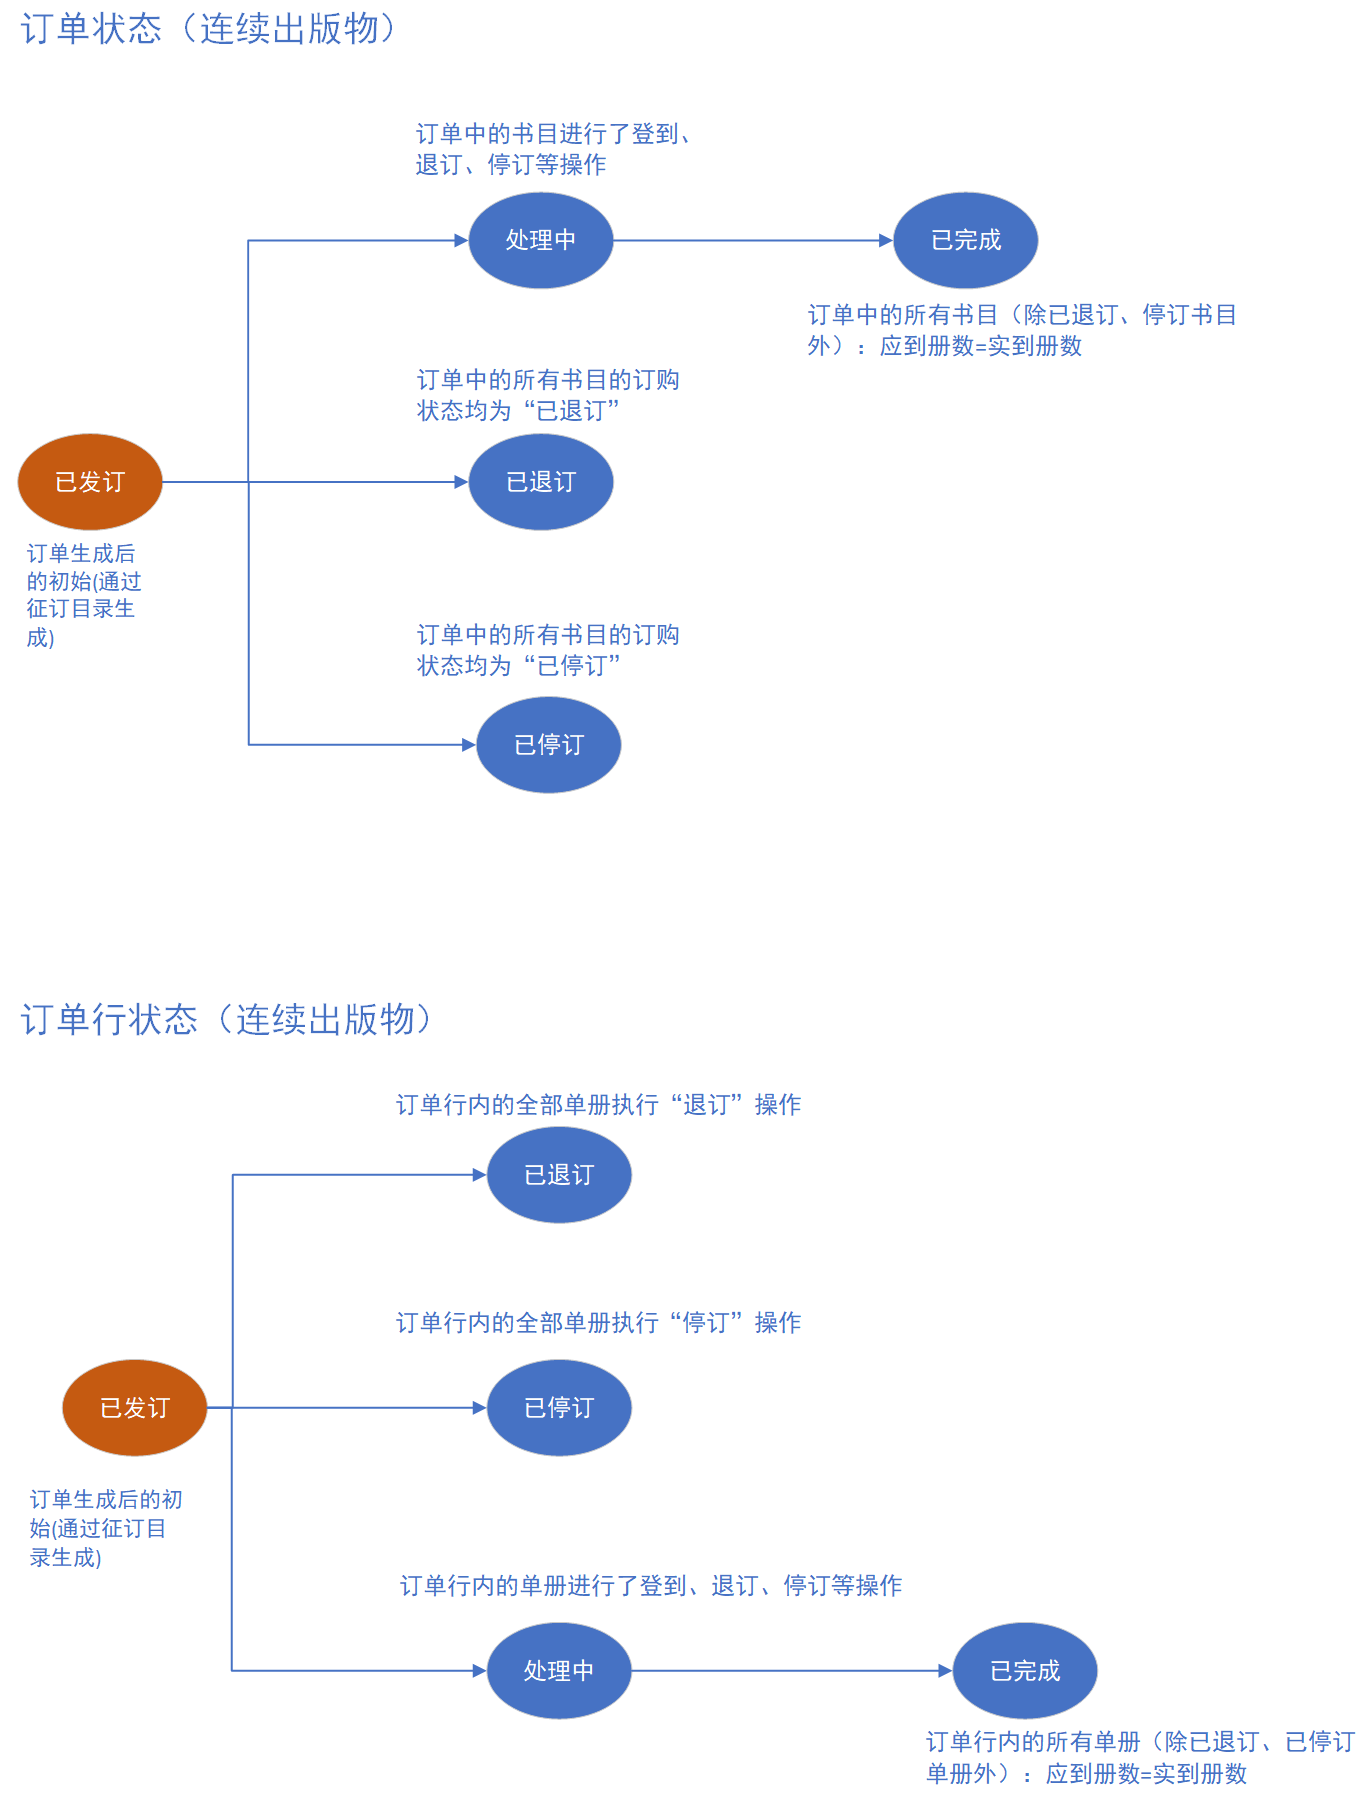 订单状态（连续出版物）
订单中的书目进行了登到、
退订、停订等操作
处理中
已完成
订单中的所有书目（除已退订、停订书目
外）：应到册数=实到册数
订单中的所有书目的订购
状态均为“已退订”
已发订
已退订
订单生成后
的初始(通过
征订目录生
成)
订单中的所有书目的订购
状态均为“已停订”
已停订
订单行状态（连续出版物）
订单行内的全部单册执行“退订”操作
已退订
订单行内的全部单册执行“停订”操作
已发订
已停订
订单生成后的初
始(通过征订目
录生成)
订单行内的单册进行了登到、退订、停订等操作
处理中
已完成
订单行内的所有单册（除已退订、已停订
单册外）：应到册数=实到册数